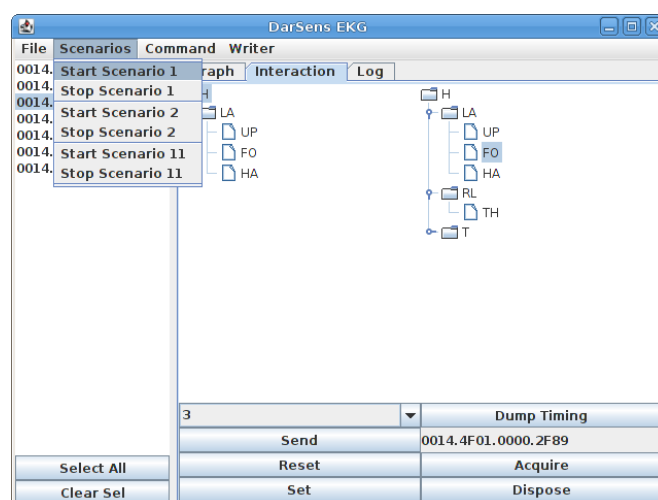 DarSens EKG
File Scenarios Command Writer
0014.
0014.
0014.
0014.
0014.
0014.
0014.
Start Scenario 1
Stop Scenario 1
Start Scenario 2
Stop Scenario 2
Start Scenario 11
Stop Scenario 11
raph Interaction Log
H
LA
UP
FO
HA
H
LA
UP
FO
HA
RL
TH
T
3 Dump Timing
Send 0014.4F01.0000.2F89
Select All Reset Acquire
Clear Sel Set Dispose